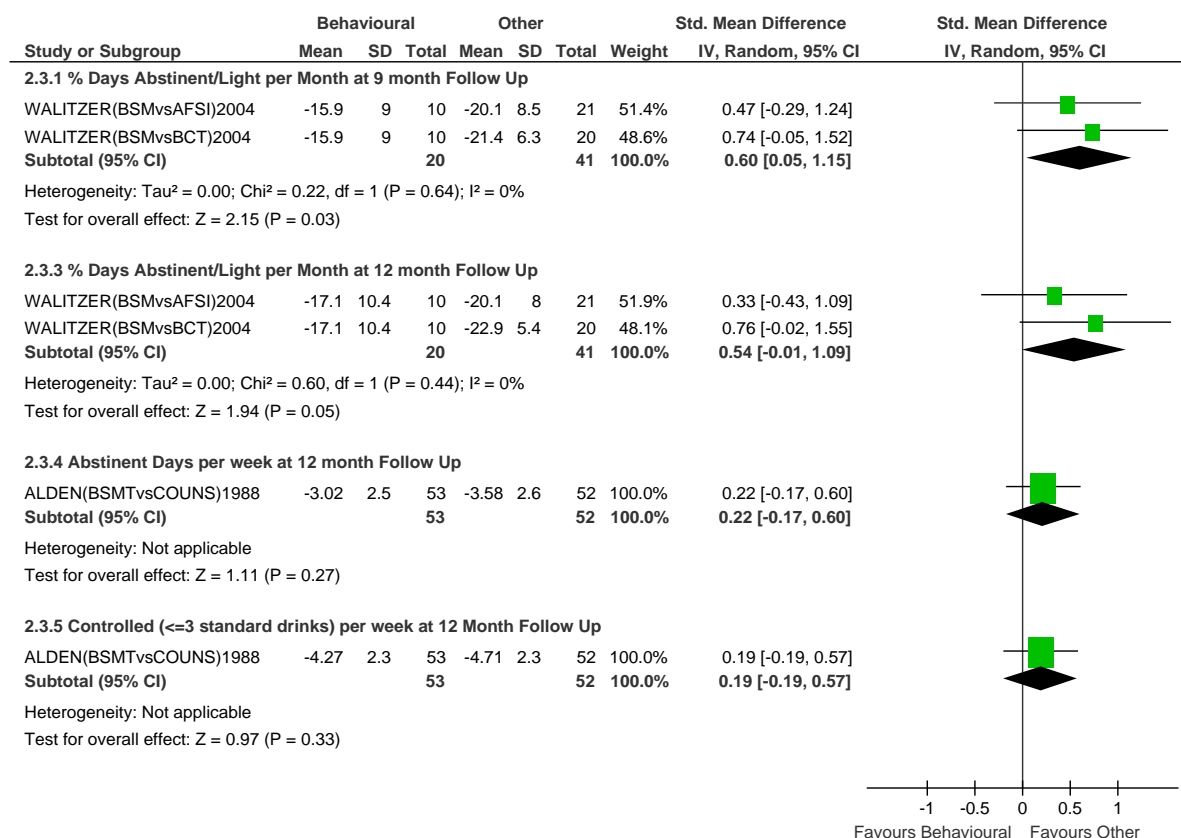 Behavioural Other Std. Mean Difference Std. Mean Difference
Study or Subgroup Mean SD Total Mean SD Total Weight IV, Random, 95% CI IV, Random, 95% CI
2.3.1 % Days Abstinent/Light per Month at 9 month Follow Up
WALITZER(BSMvsAFSI)2004 -15.9 9 10 -20.1 8.5 21 51.4% 0.47 [-0.29, 1.24]
WALITZER(BSMvsBCT)2004 -15.9 9 10 -21.4 6.3 20 48.6% 0.74 [-0.05, 1.52]
Subtotal (95% CI) 20 41 100.0% 0.60 [0.05, 1.15]
Heterogeneity: Tau² = 0.00; Chi² = 0.22, df = 1 (P = 0.64); I² = 0%
Test for overall effect: Z = 2.15 (P = 0.03)
2.3.3 % Days Abstinent/Light per Month at 12 month Follow Up
WALITZER(BSMvsAFSI)2004 -17.1 10.4 10 -20.1 8 21 51.9% 0.33 [-0.43, 1.09]
WALITZER(BSMvsBCT)2004 -17.1 10.4 10 -22.9 5.4 20 48.1% 0.76 [-0.02, 1.55]
Subtotal (95% CI) 20 41 100.0% 0.54 [-0.01, 1.09]
Heterogeneity: Tau² = 0.00; Chi² = 0.60, df = 1 (P = 0.44); I² = 0%
Test for overall effect: Z = 1.94 (P = 0.05)
2.3.4 Abstinent Days per week at 12 month Follow Up
ALDEN(BSMTvsCOUNS)1988 -3.02 2.5 53 -3.58 2.6 52 100.0% 0.22 [-0.17, 0.60]
Subtotal (95% CI) 53 52 100.0% 0.22 [-0.17, 0.60]
Heterogeneity: Not applicable
Test for overall effect: Z = 1.11 (P = 0.27)
2.3.5 Controlled (<=3 standard drinks) per week at 12 Month Follow Up
ALDEN(BSMTvsCOUNS)1988 -4.27 2.3 53 -4.71 2.3 52 100.0% 0.19 [-0.19, 0.57]
Subtotal (95% CI) 53 52 100.0% 0.19 [-0.19, 0.57]
Heterogeneity: Not applicable
Test for overall effect: Z = 0.97 (P = 0.33)
-1 -0.5 0 0.5 1
Favours Behavioural Favours Other